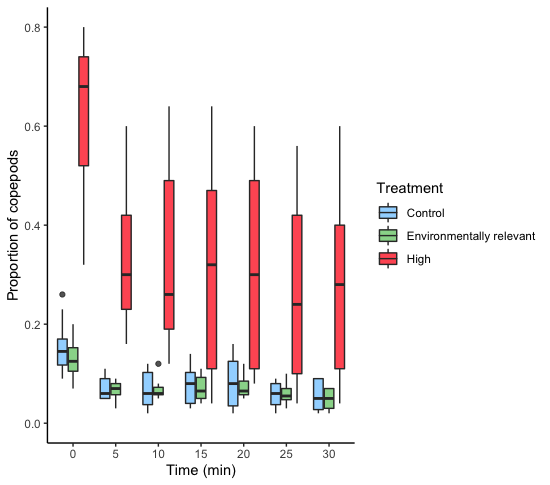 Proportion of copepods
0.8
0.6
0.4
0.2
0.0
0 5 10 15 20 25 30
Time (min)
Treatment
Control
Environmentally relevant
High